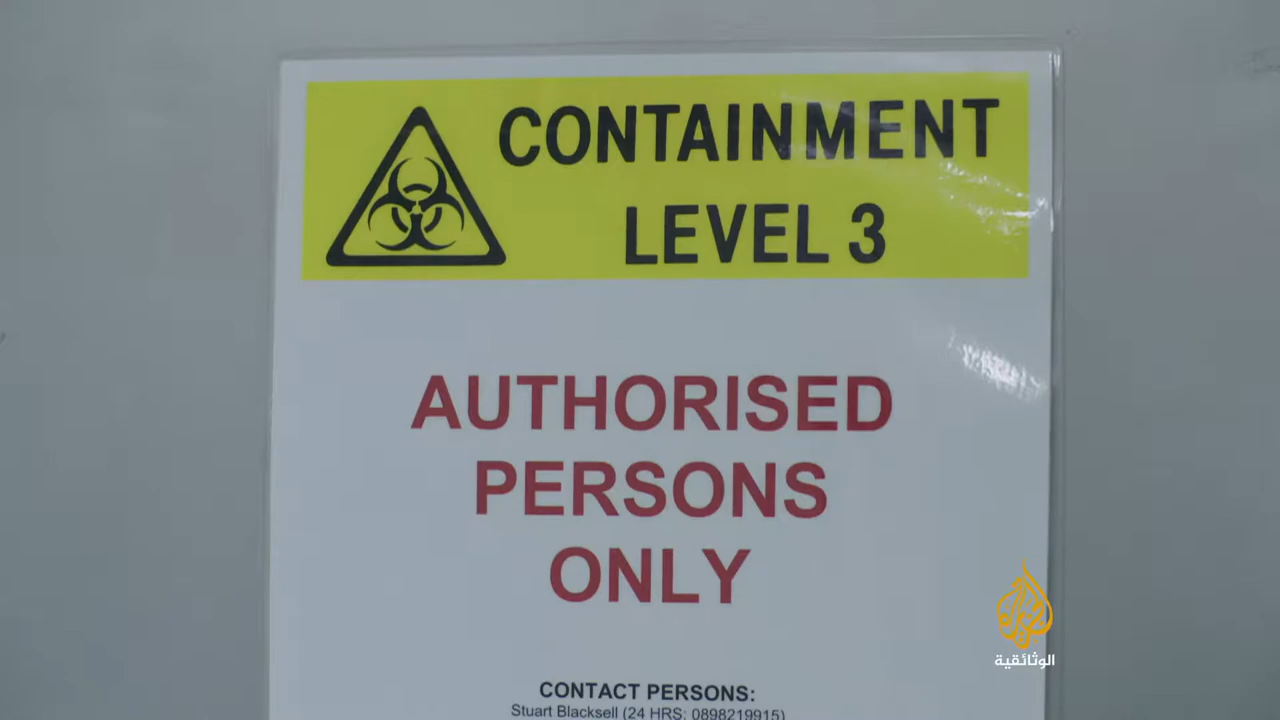 CONTAINMENT
LEVEL 3
AUTHORISED
PERSONS
ONLY
CONTACT PERSONS:
Stuart Blacksell (24 HRS: 0898219915)
الوثائقية